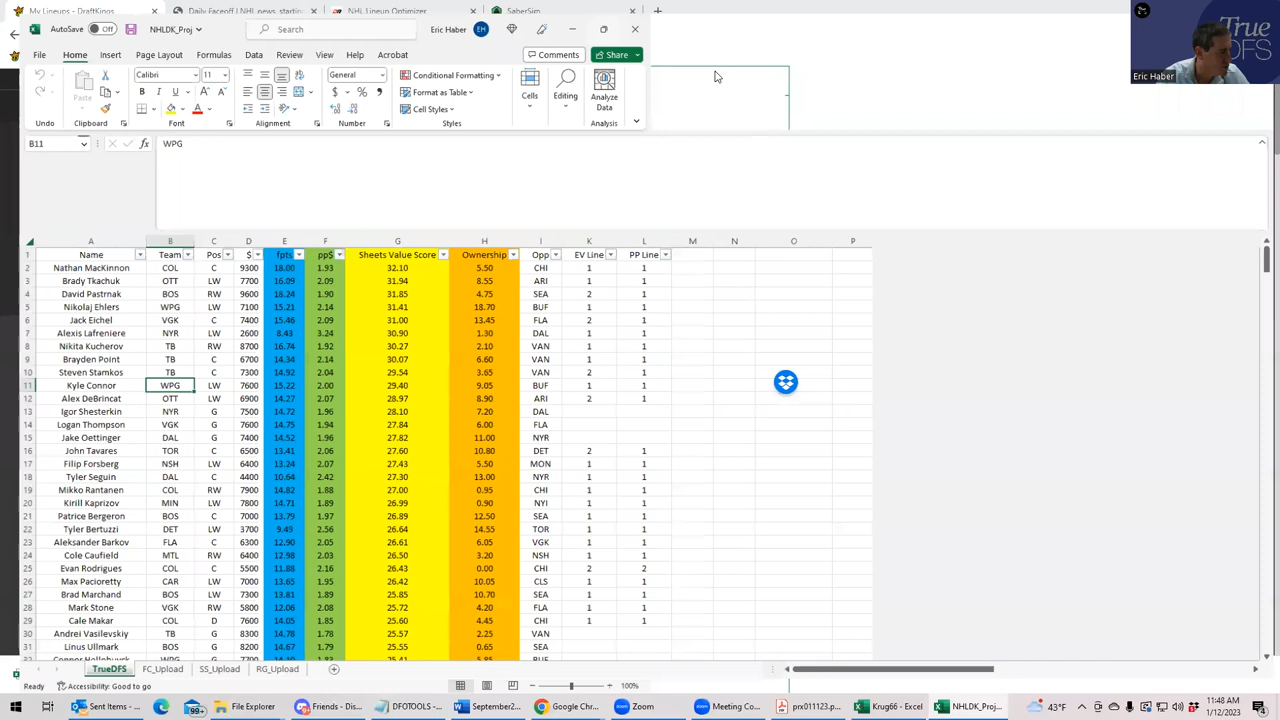 My Lineups - DraftKings
Daily Faceoff | NHL starting
NHL Lineup Optimizer
SaberSim
True
DFS
Eric Haber
AutoSave Off NHLDK_Proj Search Eric Haber EH
File Home Insert Page Layout Formulas Data Review View Help Acrobat Comments Share
Calibri 11 General Conditional Formatting
Paste Format as Table Cells Editing Analyze Data
Cell Styles
Undo Clipboard Font Alignment Number Styles Analysis
B11 fx WPG
A B C D E F G H I K L M N O P
1 Name Team Pos $ fpts pp$ Sheets Value Score Ownership Opp EV Line PP Line
2 Nathan MacKinnon COL C 9300 18.00 1.93 32.10 5.50 CHI 1 1
3 Brady Tkachuk OTT LW 7700 16.09 2.09 31.94 8.55 ARI 1 1
4 David Pastrnak BOS RW 9600 18.24 1.90 31.85 4.75 SEA 2 1
5 Nikolaj Ehlers WPG LW 7100 15.21 2.14 31.41 18.70 BUF 1 1
6 Jack Eichel VGK C 7400 15.46 2.09 31.00 13.45 FLA 2 1
7 Alexis Lafreniere NYR LW 2600 8.43 3.24 30.90 1.30 DAL 1 1
8 Nikita Kucherov TB RW 8700 16.74 1.92 30.27 2.10 VAN 1 1
9 Brayden Point TB C 6700 14.34 2.14 30.07 6.60 VAN 1 1
10 Steven Stamkos TB C 7300 14.92 2.04 29.54 3.65 VAN 2 1
11 Kyle Connor WPG LW 7600 15.22 2.00 29.40 9.05 BUF 1 1
12 Alex DeBrincat OTT LW 6900 14.27 2.07 28.97 8.90 ARI 2 1
13 Igor Shesterkin NYR G 7500 14.72 1.96 28.10 7.20 DAL
14 Logan Thompson VGK G 7600 14.75 1.94 27.84 6.00 FLA
15 Jake Oettinger DAL G 7400 14.52 1.96 27.82 11.00 NYR
16 John Tavares TOR C 6500 13.41 2.06 27.60 10.80 DET 2 1
17 Filip Forsberg NSH LW 6400 13.24 2.07 27.43 5.50 MON 1 1
18 Tyler Seguin DAL C 4400 10.64 2.42 27.30 13.00 NYR 1 1
19 Mikko Rantanen COL RW 7900 14.82 1.88 27.00 0.95 CHI 1 1
20 Kirill Kaprizov MIN LW 7800 14.71 1.89 26.99 0.90 NYI 1 1
21 Patrice Bergeron BOS C 7000 13.79 1.97 26.89 12.50 SEA 1 1
22 Tyler Bertuzzi DET LW 3700 9.49 2.56 26.64 14.55 TOR 1 1
23 Aleksander Barkov FLA C 6300 12.90 2.05 26.61 6.05 VGK 1 1
24 Cole Caufield MTL RW 6400 12.98 2.03 26.50 3.20 NSH 1 1
25 Evan Rodrigues COL C 5500 11.88 2.16 26.43 0.00 CHI 2 2
26 Max Pacioretty CAR LW 7000 13.65 1.95 26.42 10.05 CLS 1 1
27 Brad Marchand BOS LW 7300 13.81 1.89 25.85 10.70 SEA 1 1
28 Mark Stone VGK RW 5800 12.06 2.08 25.72 4.20 FLA 1 1
29 Cale Makar COL D 7600 14.05 1.85 25.60 4.45 CHI 1 1
30 Andrei Vasilevskiy TB G 8300 14.78 1.78 25.57 2.25 VAN
31 Linus Ullmark BOS G 8200 14.67 1.79 25.55 0.65 SEA
Connor Hellebuyck WPG G 7700 14.10 1.83 25.41 5.85 BUF
TrueDFS FC_Upload SS_Upload RG_Upload
Ready Accessibility: Good to go 100%
Sent Items - ... 99+ File Explorer Friends - Dis... DFOTOOLS - ... September2... Google Chro... Zoom Meeting Co... prx011123.p... Krug66 - Excel NHLDK_Proj... 43°F 11:48 AM 1/12/2023